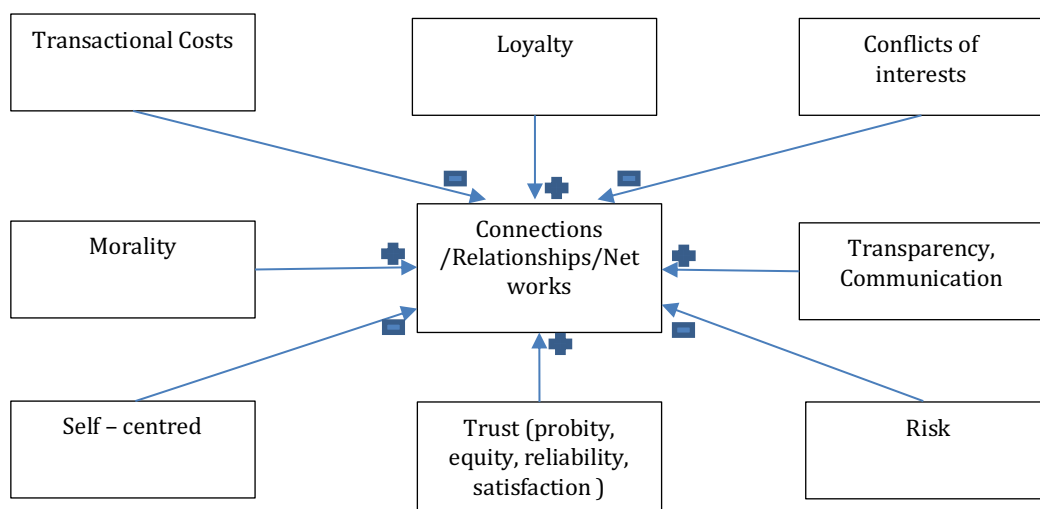 Transactional Costs
Loyalty
Conflicts of
interests
Morality
Connections
/Relationships/Net
works
Transparency,
Communication
Self – centred
Trust (probity,
equity, reliability,
satisfaction )
Risk